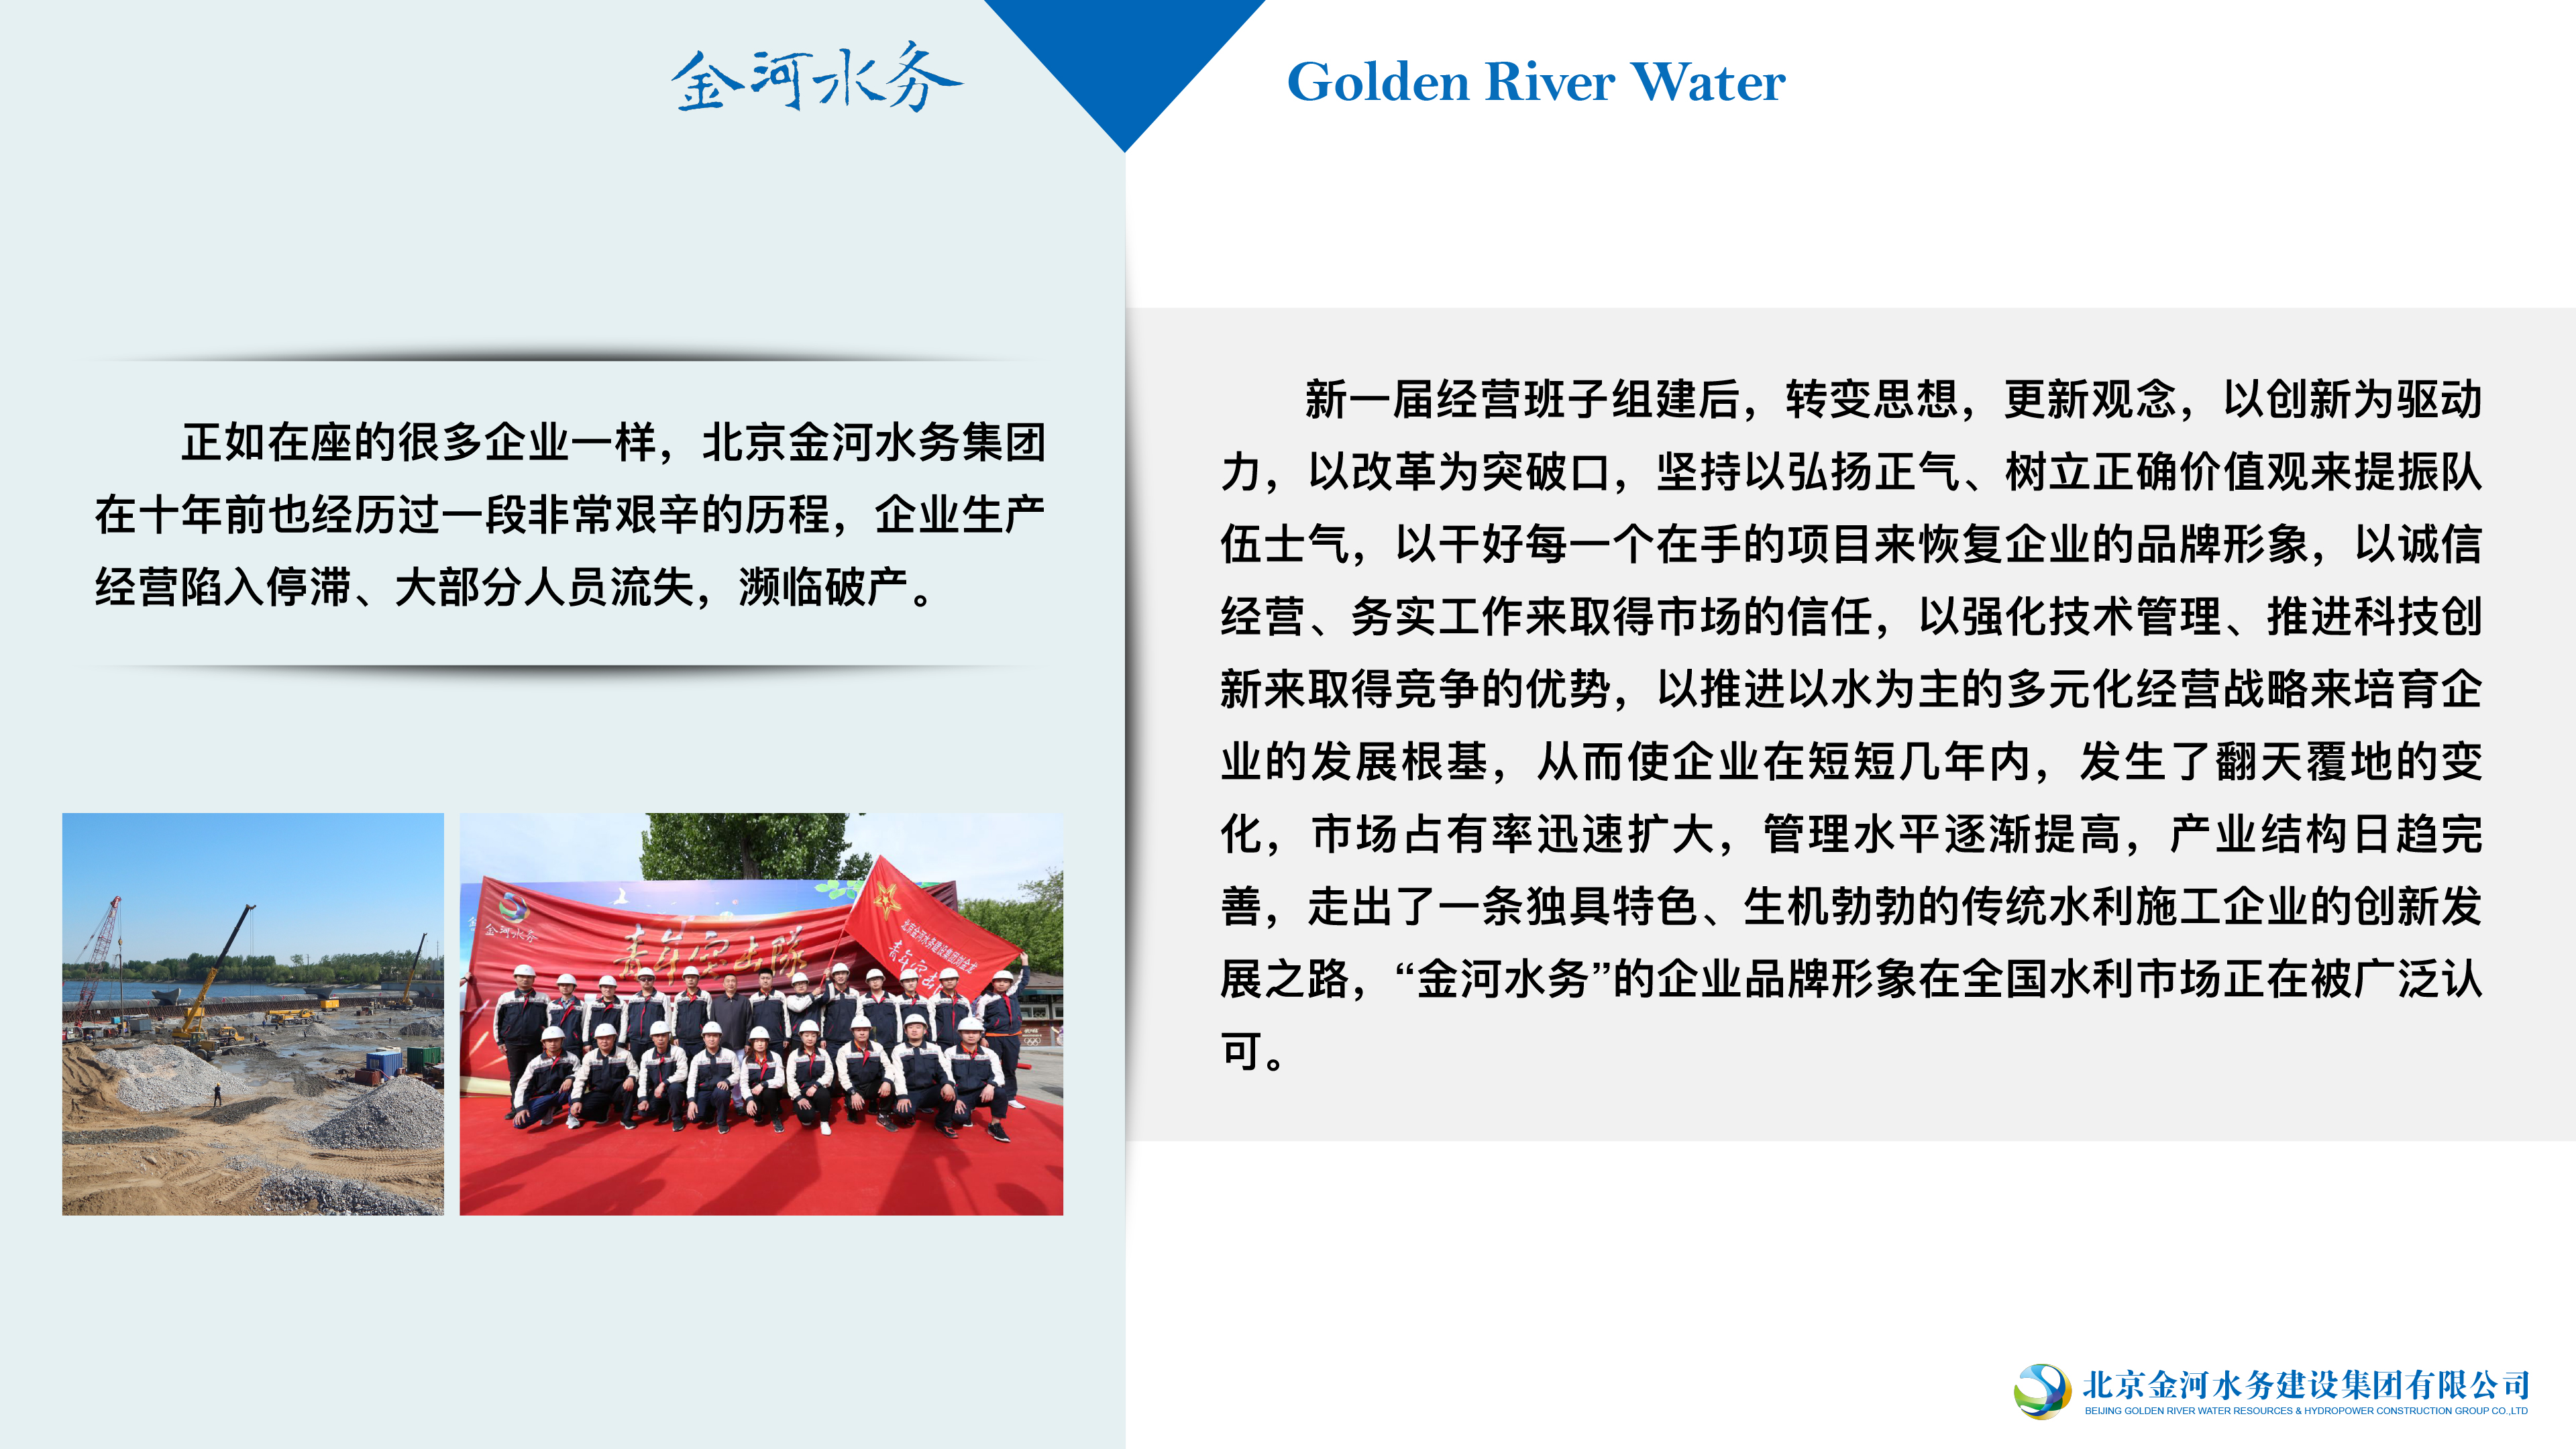 金河水务
Golden River Water
正如在座的很多企业一样，北京金河水务集团
在十年前也经历过一段非常艰辛的历程，企业生产
经营陷入停滞、大部分人员流失，濒临破产。
金河水务
青年突击队
新一届经营班子组建后，转变思想，更新观念，以创新为驱动
力，以改革为突破口，坚持以弘扬正气、树立正确价值观来提振队
伍士气，以干好每一个在手的项目来恢复企业的品牌形象，以诚信
经营、务实工作来取得市场的信任，以强化技术管理、推进科技创
新来取得竞争的优势，以推进以水为主的多元化经营战略来培育企
业的发展根基，从而使企业在短短几年内，发生了翻天覆地的变
化，市场占有率迅速扩大，管理水平逐渐提高，产业结构日趋完
善，走出了一条独具特色、生机勃勃的传统水利施工企业的创新发
展之路，“金河水务”的企业品牌形象在全国水利市场正在被广泛认
可。
北京金河水务建设集团有限公司
BEIJING GOLDEN RIVER WATER RESOURCES & HYDROPOWER CONSTRUCTION GROUP CO.,LTD